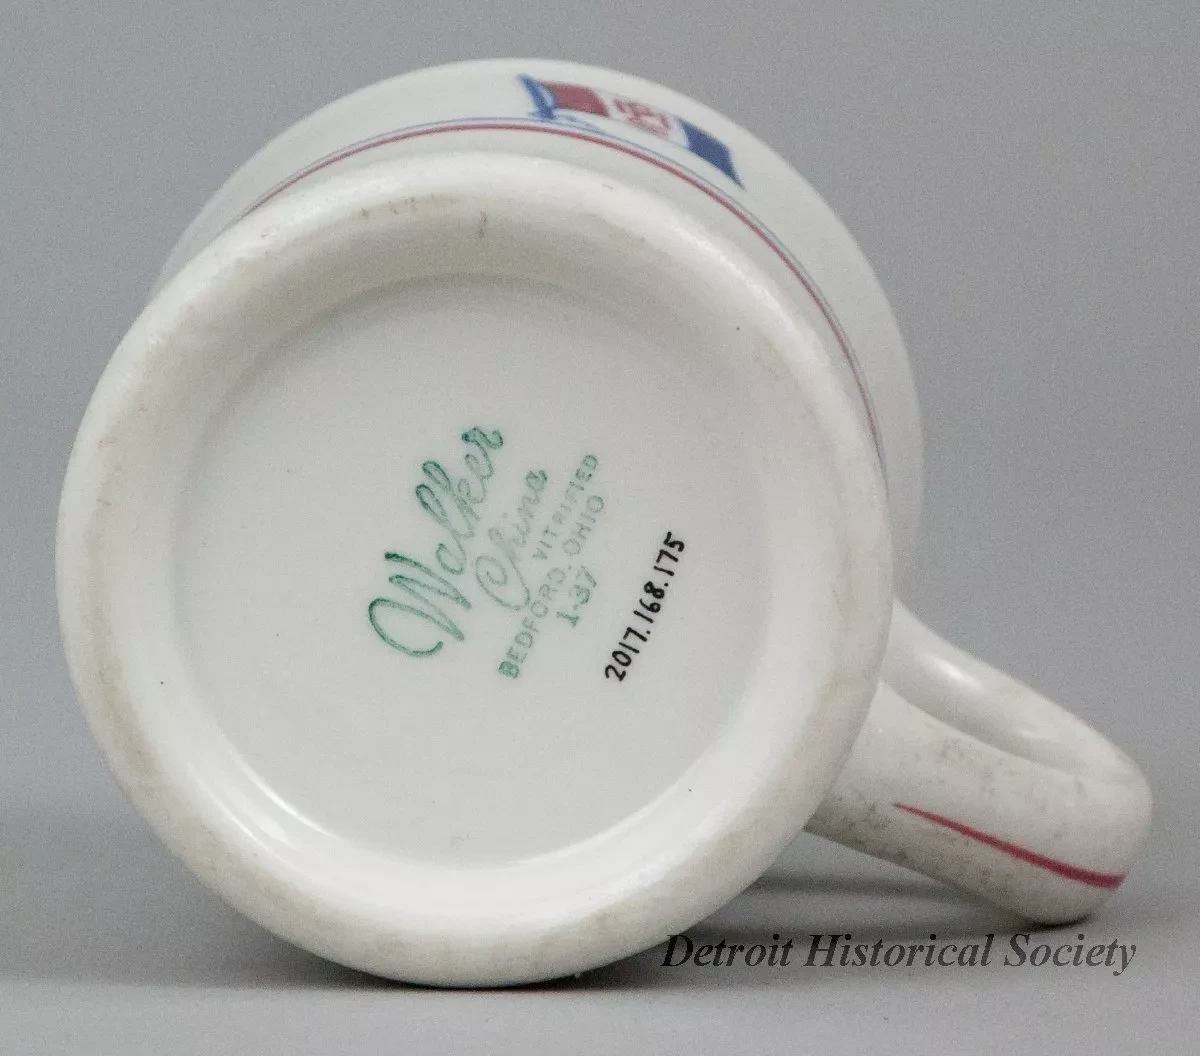 Walker
China
VITRIFIED
BEDFORD, OHIO
1-37
2017.168.175
Detroit Historical Society